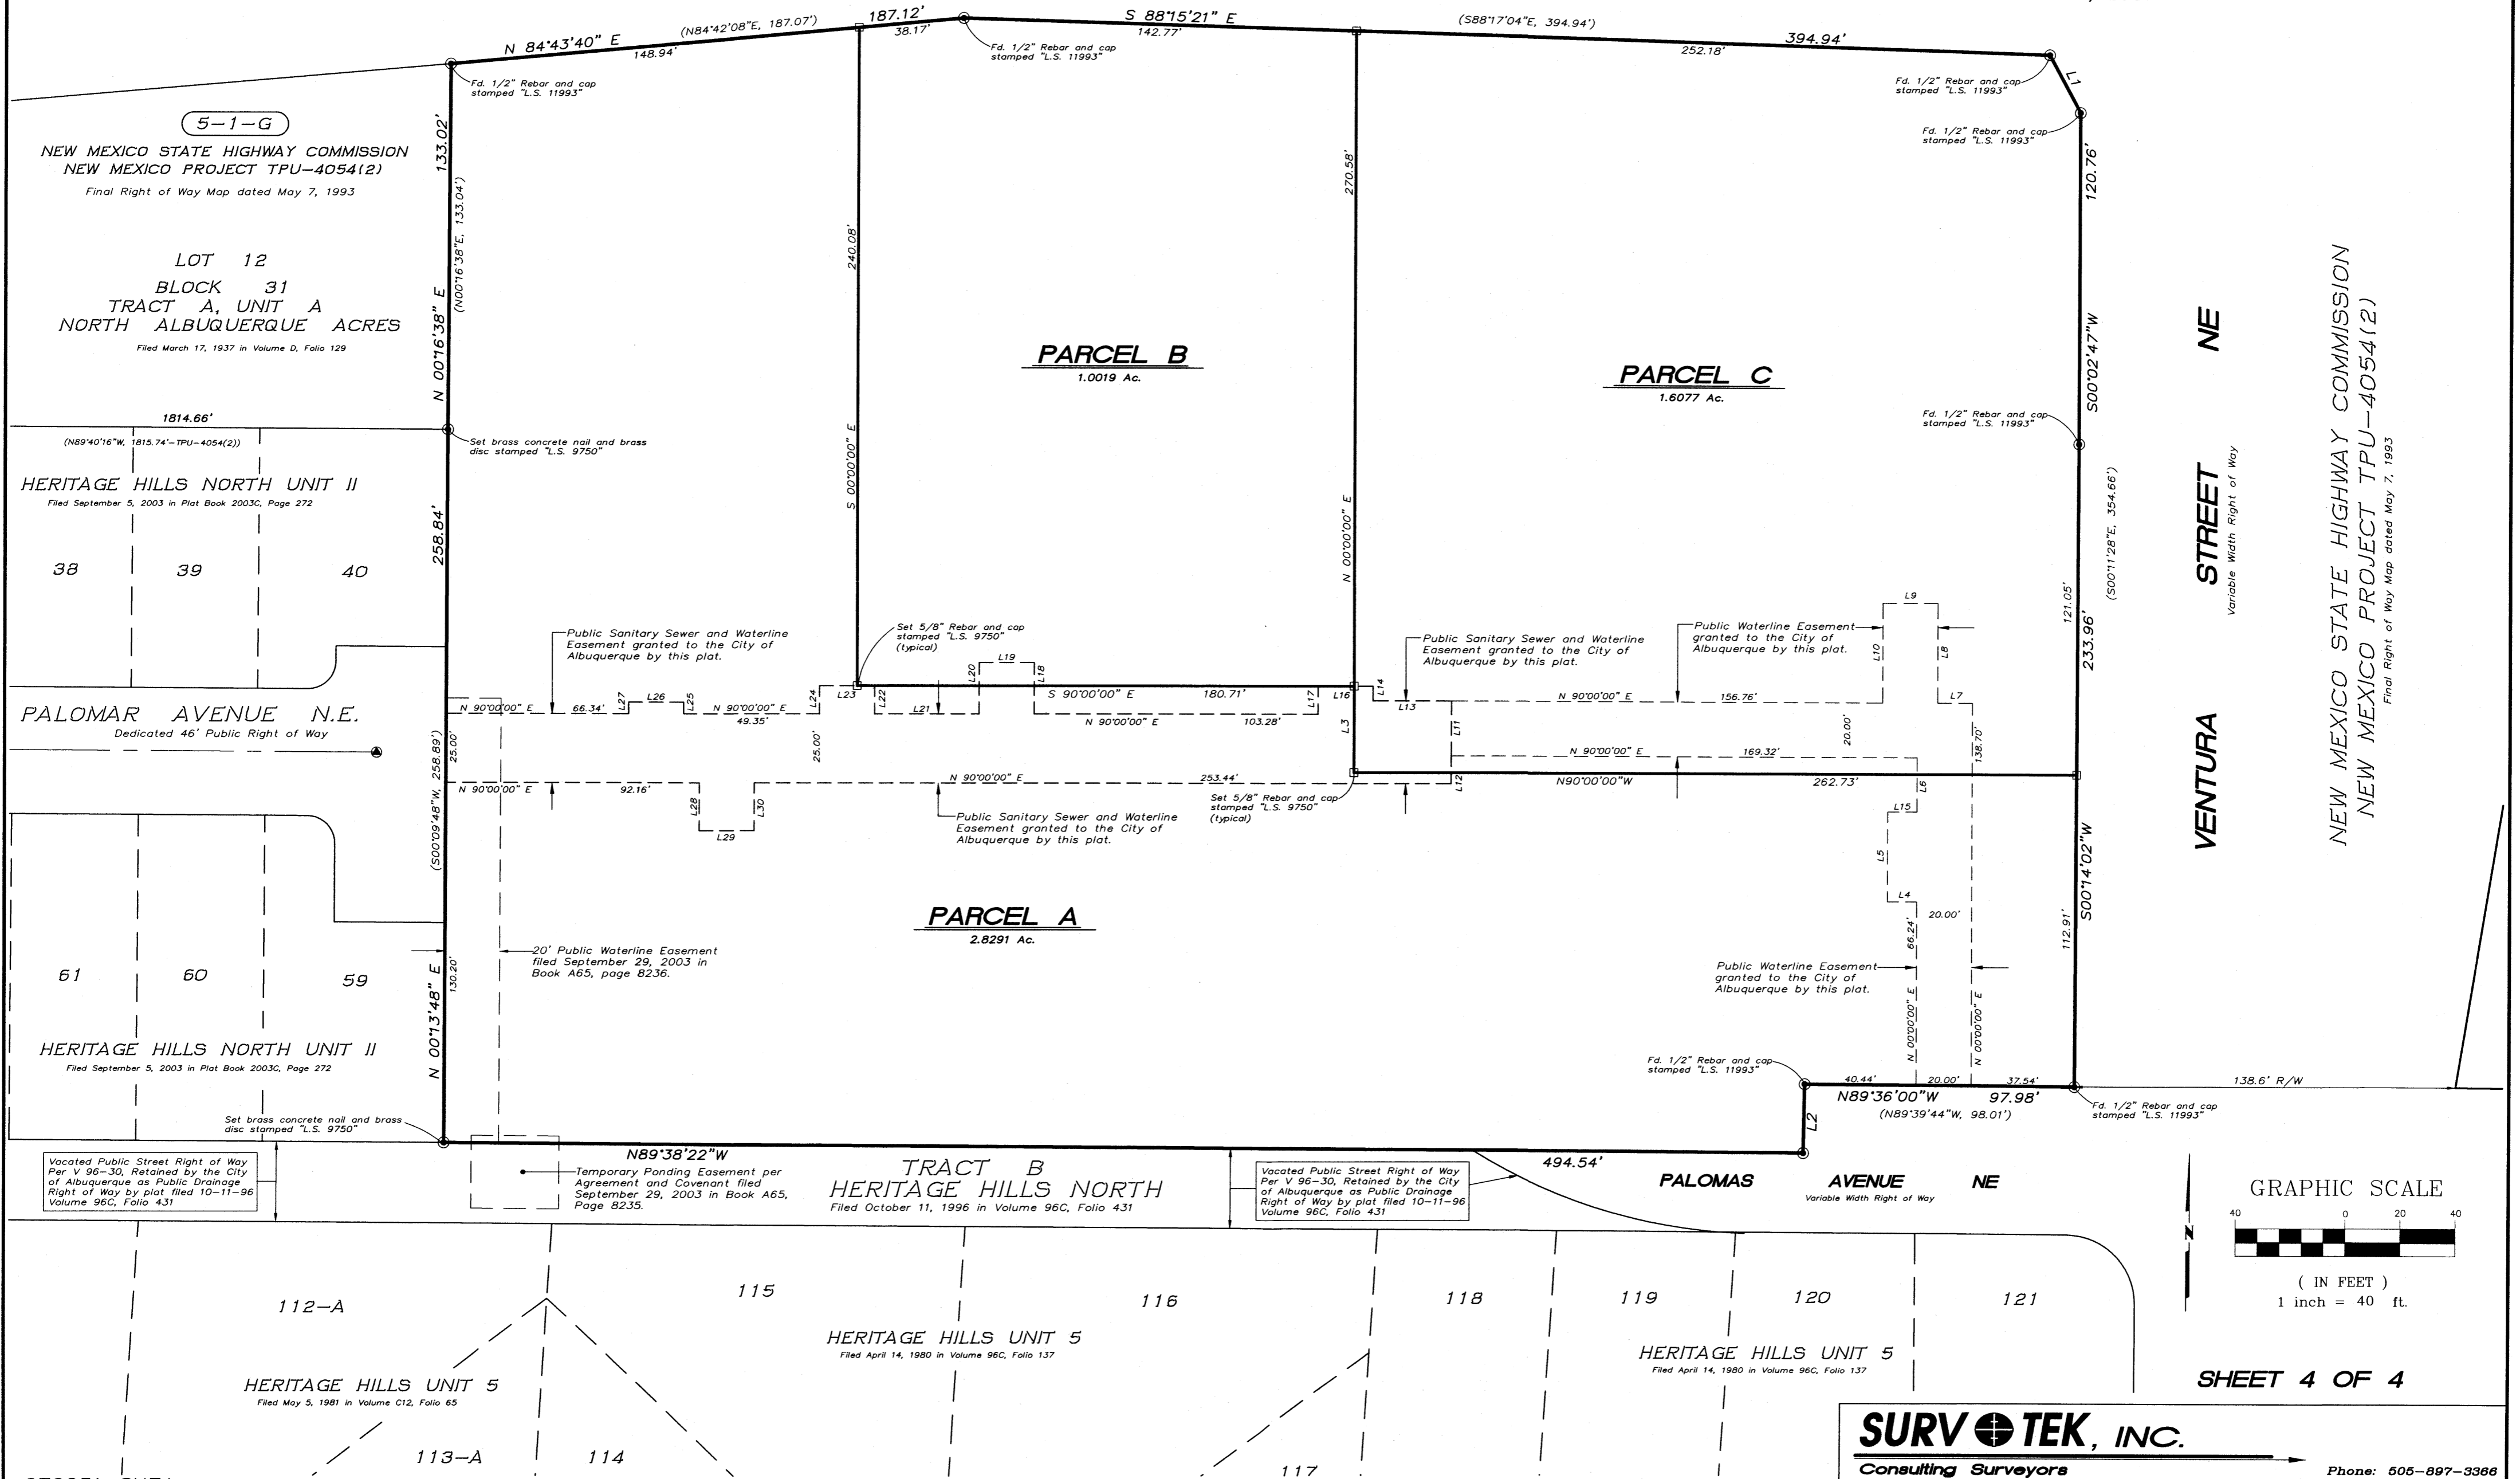 N 84°43'40" E
(N84°42'08"E, 187.07')
187.12'
148.94'
38.17'
S 88°15'21" E
142.77'
(S88°17'04"E, 394.94')
394.94'
252.18'
L1
Fd. 1/2" Rebar and cap
stamped "L.S. 11993"
Fd. 1/2" Rebar and cap
stamped "L.S. 11993"
Fd. 1/2" Rebar and cap
stamped "L.S. 11993"
Fd. 1/2" Rebar and cap
stamped "L.S. 11993"
5-1-G
NEW MEXICO STATE HIGHWAY COMMISSION
NEW MEXICO PROJECT TPU-4054(2)
Final Right of Way Map dated May 7, 1993
LOT 12
BLOCK 31
TRACT A, UNIT A
NORTH ALBUQUERQUE ACRES
Filed March 17, 1937 in Volume D, Folio 129
133.02'
(N00°16'38"E, 133.04')
N 00°16'38" E
240.08'
S 00°00'00" E
270.58'
N 00°00'00" E
120.76'
S00°02'47"W
PARCEL B
1.0019 Ac.
PARCEL C
1.6077 Ac.
1814.66'
(N89°40'16"W, 1815.74'-TPU-4054(2))
Set brass concrete nail and brass
disc stamped "L.S. 9750"
Fd. 1/2" Rebar and cap
stamped "L.S. 11993"
HERITAGE HILLS NORTH UNIT II
Filed September 5, 2003 in Plat Book 2003C, Page 272
38
39
40
258.84'
VENTURA STREET NE
Variable Width Right of Way
NEW MEXICO STATE HIGHWAY COMMISSION
NEW MEXICO PROJECT TPU-4054(2)
Final Right of Way Map dated May 7, 1993
(S00°11'28"E, 354.66')
121.05'
233.96'
Public Sanitary Sewer and Waterline
Easement granted to the City of
Albuquerque by this plat.
Set 5/8" Rebar and cap
stamped "L.S. 9750"
(typical)
Public Sanitary Sewer and Waterline
Easement granted to the City of
Albuquerque by this plat.
Public Waterline Easement
granted to the City of
Albuquerque by this plat.
L9
L10
L8
L7
L19
L20
L18
L23
L22
L21
L24
L25
L26
L27
L17
L16
L14
L13
L3
L11
L12
S 90°00'00" E
180.71'
N 90°00'00" E
66.34'
N 90°00'00" E
49.35'
N 90°00'00" E
103.28'
N 90°00'00" E
156.76'
PALOMAR AVENUE N.E.
Dedicated 46' Public Right of Way
(S00°09'48"W, 258.89')
25.00'
25.00'
20.00'
138.70'
N 90°00'00" E
169.32'
N 90°00'00" E
92.16'
N 90°00'00" E
253.44'
N90°00'00"W
262.73'
L28
L29
L30
L6
L15
L5
L4
Set 5/8" Rebar and cap
stamped "L.S. 9750"
(typical)
Public Sanitary Sewer and Waterline
Easement granted to the City of
Albuquerque by this plat.
PARCEL A
2.8291 Ac.
S00°14'02"W
112.91'
20.00'
66.24'
61
60
59
N 00°13'48" E
130.20'
20' Public Waterline Easement
filed September 29, 2003 in
Book A65, page 8236.
Public Waterline Easement
granted to the City of
Albuquerque by this plat.
N 00°00'00" E
N 00°00'00" E
HERITAGE HILLS NORTH UNIT II
Filed September 5, 2003 in Plat Book 2003C, Page 272
Fd. 1/2" Rebar and cap
stamped "L.S. 11993"
40.44'
20.00'
37.54'
N89°36'00"W
97.98'
(N89°39'44"W, 98.01')
138.6' R/W
Fd. 1/2" Rebar and cap
stamped "L.S. 11993"
L2
Set brass concrete nail and brass
disc stamped "L.S. 9750"
Vacated Public Street Right of Way
Per V 96-30, Retained by the City
of Albuquerque as Public Drainage
Right of Way by plat filed 10-11-96
Volume 96C, Folio 431
N89°38'22"W
494.54'
Temporary Ponding Easement per
Agreement and Covenant filed
September 29, 2003 in Book A65,
Page 8235.
TRACT B
HERITAGE HILLS NORTH
Filed October 11, 1996 in Volume 96C, Folio 431
Vacated Public Street Right of Way
Per V 96-30, Retained by the City
of Albuquerque as Public Drainage
Right of Way by plat filed 10-11-96
Volume 96C, Folio 431
PALOMAS AVENUE NE
Variable Width Right of Way
N
GRAPHIC SCALE
40 0 20 40
( IN FEET )
1 inch = 40 ft.
112-A
115
116
118
119
120
121
HERITAGE HILLS UNIT 5
Filed April 14, 1980 in Volume 96C, Folio 137
HERITAGE HILLS UNIT 5
Filed April 14, 1980 in Volume 96C, Folio 137
HERITAGE HILLS UNIT 5
Filed May 5, 1981 in Volume C12, Folio 65
113-A
114
117
SHEET 4 OF 4
SURV TEK, INC.
Consulting Surveyors
Phone: 505-897-3366